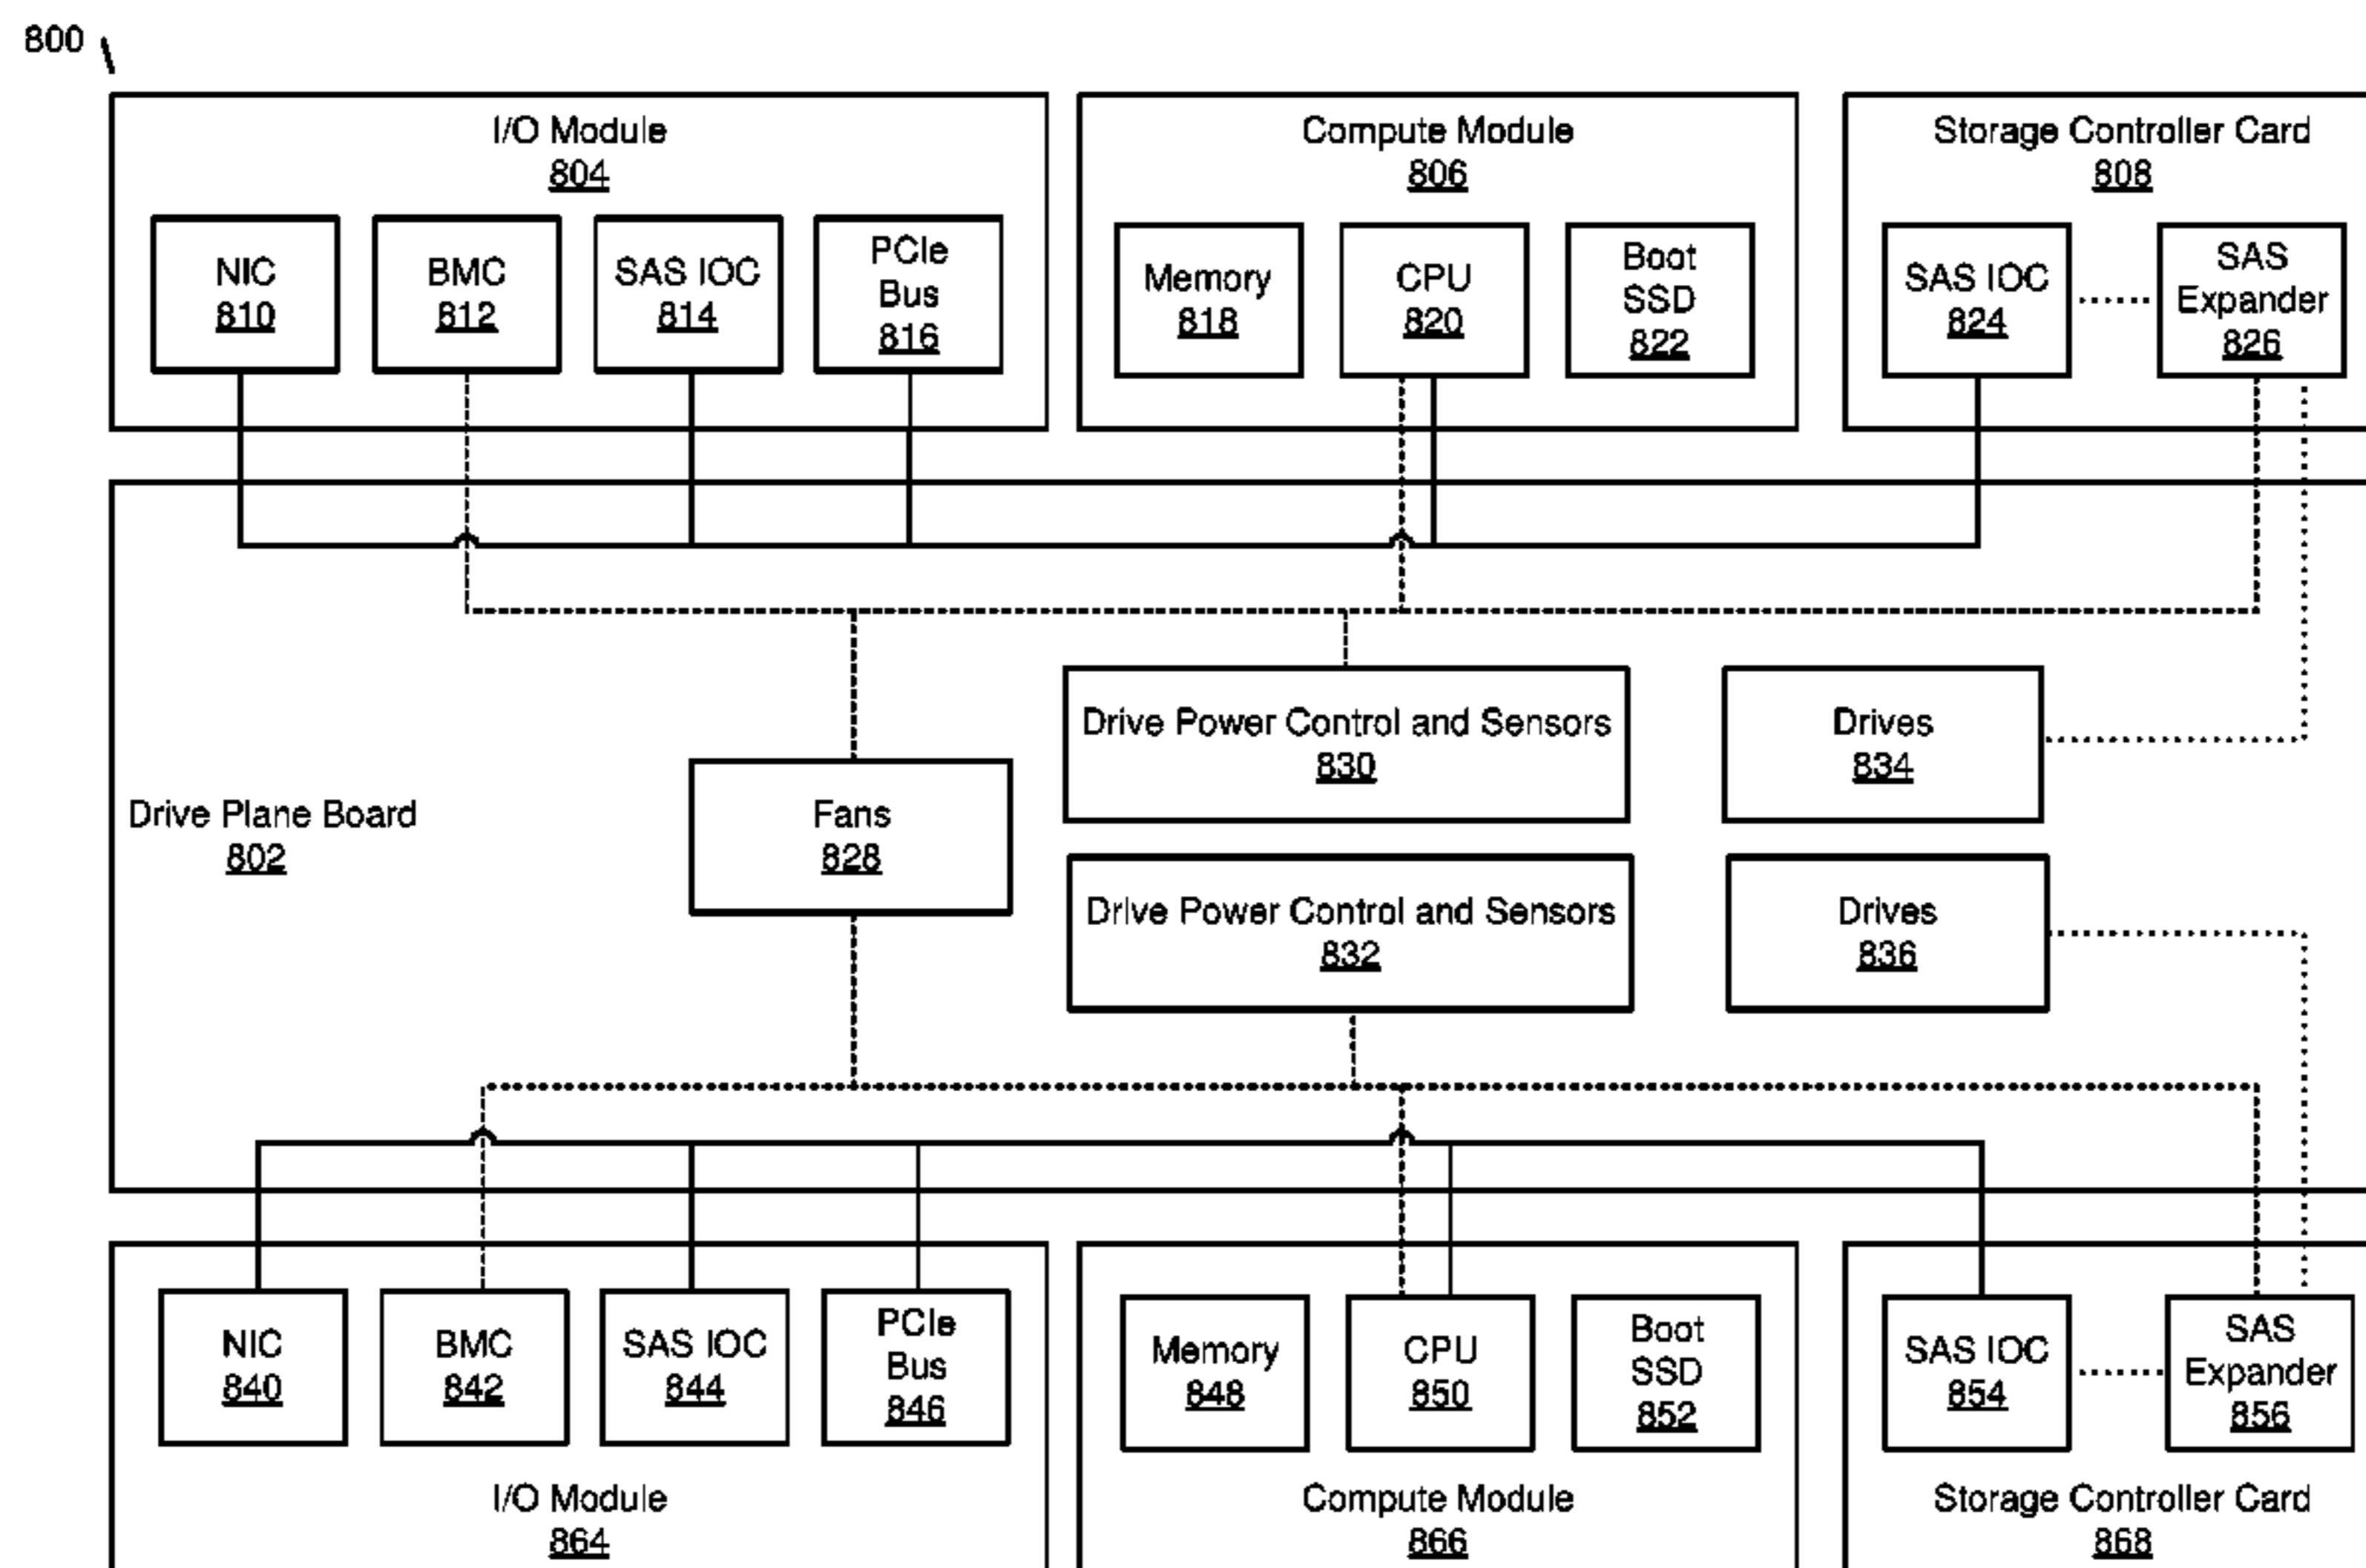 800
I/O Module
804
NIC
810
BMC
812
SAS IOC
814
PCIe
Bus
816
Compute Module
806
Memory
818
CPU
820
Boot
SSD
822
Storage Controller Card
808
SAS IOC
824
SAS
Expander
826
Drive Plane Board
802
Fans
828
Drive Power Control and Sensors
830
Drives
834
Drive Power Control and Sensors
832
Drives
836
NIC
840
BMC
842
SAS IOC
844
PCIe
Bus
846
I/O Module
864
Memory
848
CPU
850
Boot
SSD
852
Compute Module
866
SAS IOC
854
SAS
Expander
856
Storage Controller Card
868